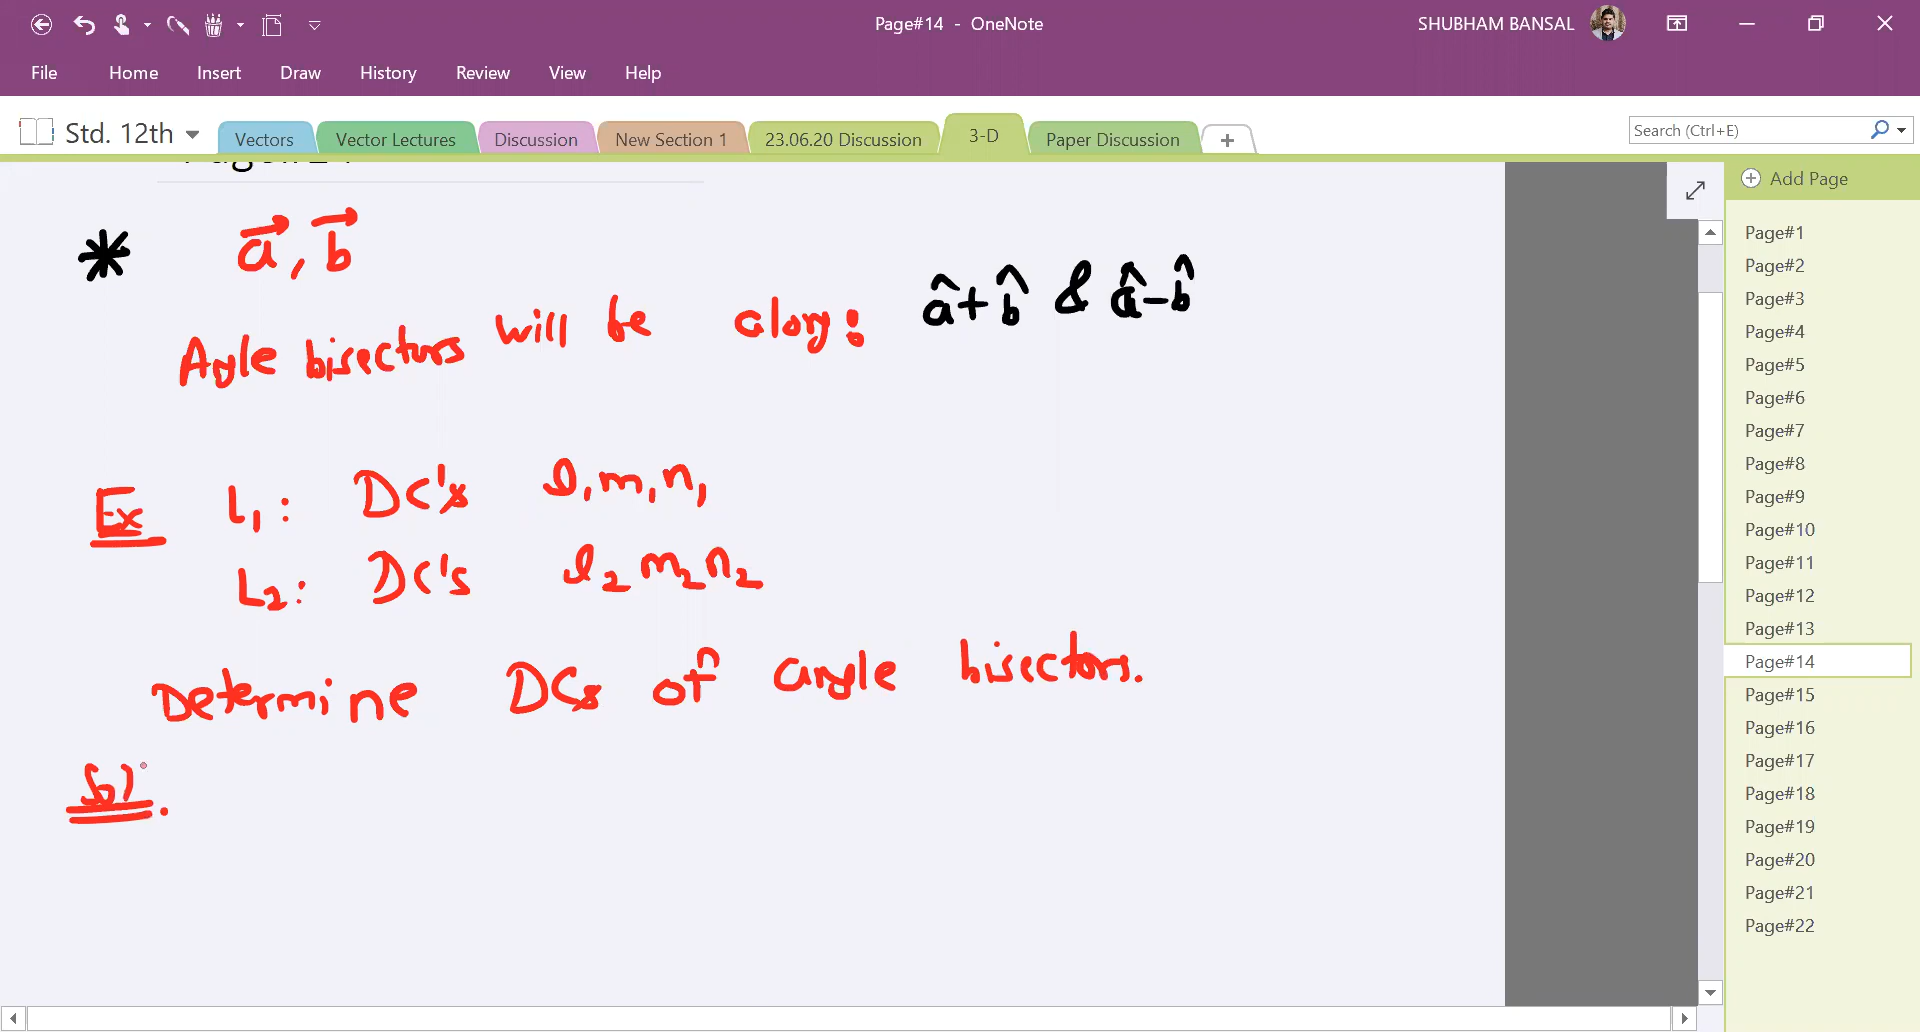 Page#14 - OneNote
SHUBHAM BANSAL
File Home Insert Draw History Review View Help
Std. 12th
Vectors Vector Lectures Discussion New Section 1 23.06.20 Discussion 3-D Paper Discussion
Search (Ctrl+E)
Add Page
* a⃗, b⃗
Angle bisectors will be along: â+b̂ & â-b̂
Ex L₁: DC's l₁ m₁ n₁
L₂: DC's l₂ m₂ n₂
Determine DCs of angle bisectors.
Sol.
Page#1
Page#2
Page#3
Page#4
Page#5
Page#6
Page#7
Page#8
Page#9
Page#10
Page#11
Page#12
Page#13
Page#14
Page#15
Page#16
Page#17
Page#18
Page#19
Page#20
Page#21
Page#22